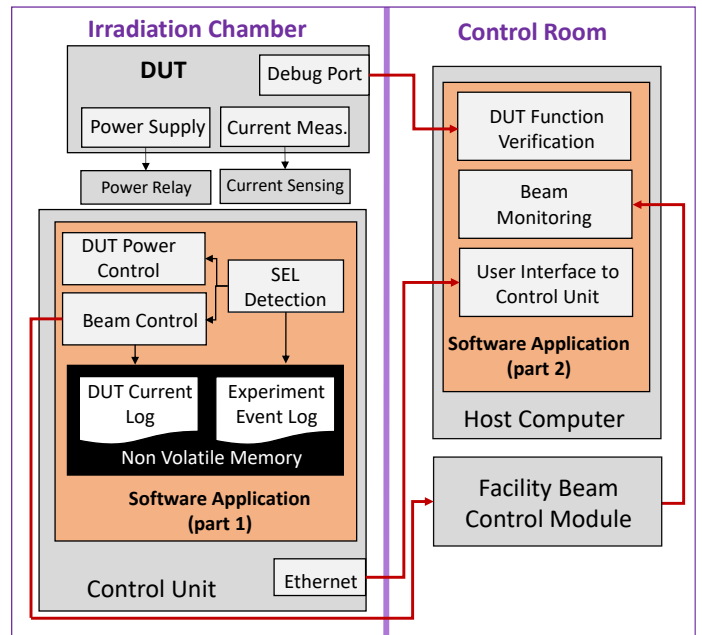 Irradiation Chamber
DUT
Debug Port
Power Supply
Current Meas.
Power Relay
Current Sensing
DUT Power
Control
SEL
Detection
Beam Control
DUT Current
Log
Experiment
Event Log
Non Volatile Memory
Software Application
(part 1)
Ethernet
Control Unit
Control Room
DUT Function
Verification
Beam
Monitoring
User Interface to
Control Unit
Software Application
(part 2)
Host Computer
Facility Beam
Control Module